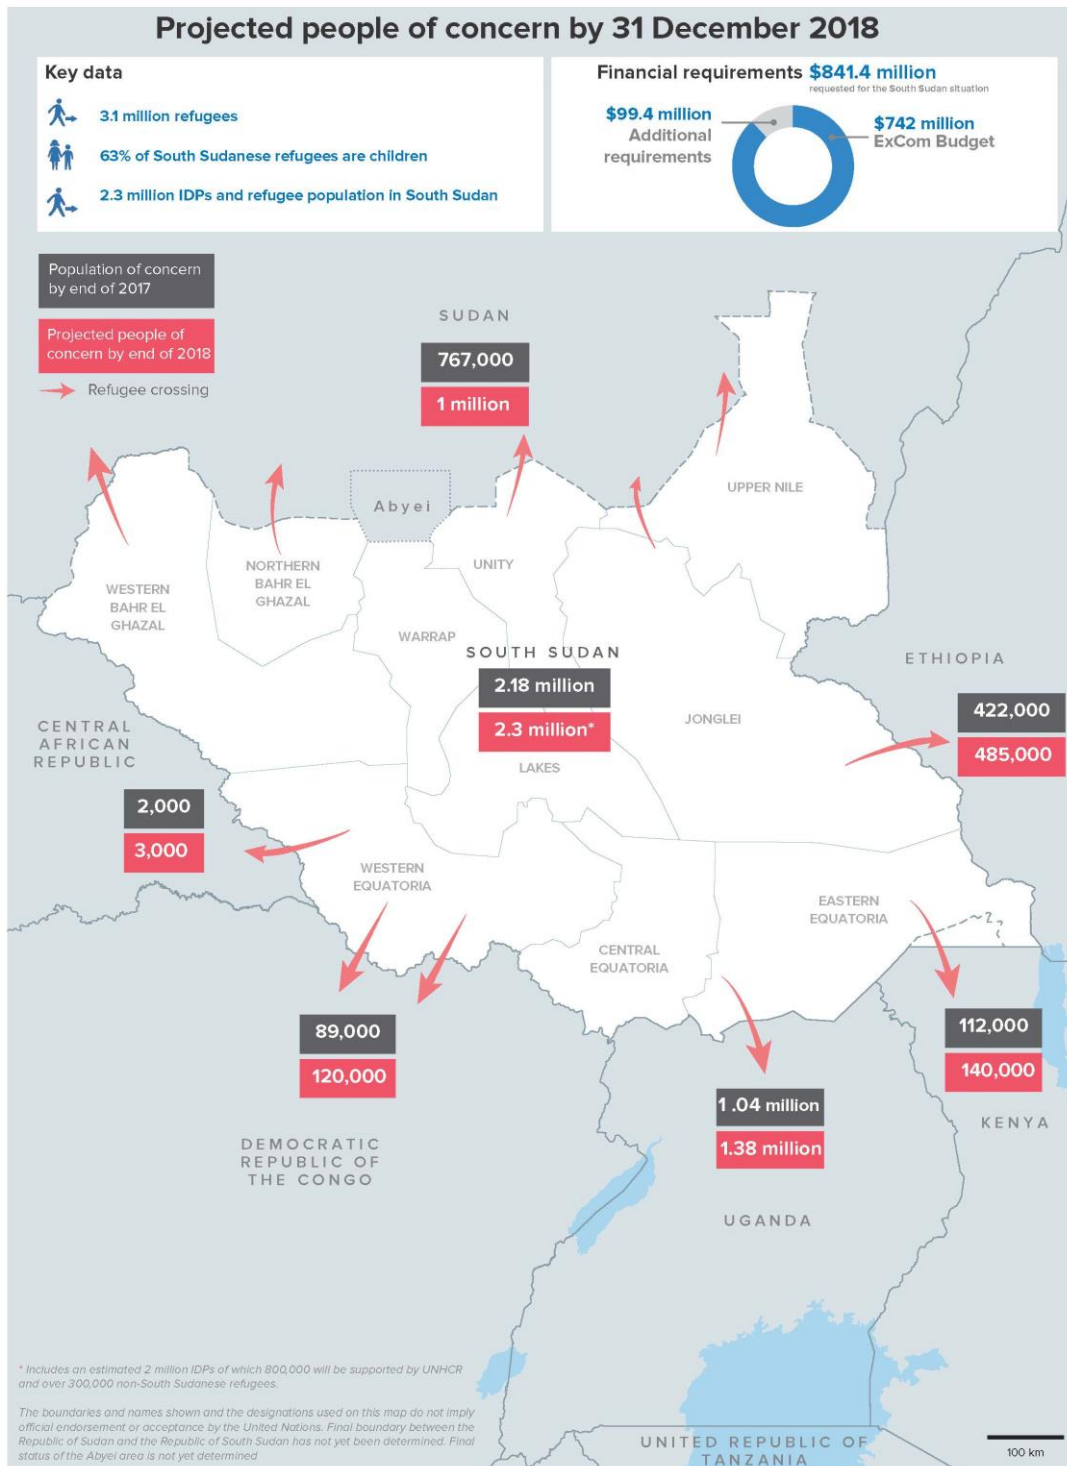 Projected people of concern by 31 December 2018
Key data
3.1 million refugees
63% of South Sudanese refugees are children
2.3 million IDPs and refugee population in South Sudan
Financial requirements $841.4 million
requested for the South Sudan situation
$99.4 million
Additional
requirements
$742 million
ExCom Budget
Population of concern
by end of 2017
Projected people of
concern by end of 2018
Refugee crossing
SUDAN
767,000
1 million
Abyei
UPPER NILE
UNITY
NORTHERN
BAHR EL
GHAZAL
WESTERN
BAHR EL
GHAZAL
WARRAP
SOUTH SUDAN
2.18 million
2.3 million*
LAKES
JONGLEI
ETHIOPIA
422,000
485,000
CENTRAL
AFRICAN
REPUBLIC
2,000
3,000
WESTERN
EQUATORIA
CENTRAL
EQUATORIA
EASTERN
EQUATORIA
~?
89,000
120,000
DEMOCRATIC
REPUBLIC OF
THE CONGO
1 .04 million
1.38 million
UGANDA
112,000
140,000
KENYA
* Includes an estimated 2 million IDPs of which 800,000 will be supported by UNHCR
and over 300,000 non-South Sudanese refugees.
The boundaries and names shown and the designations used on this map do not imply
official endorsement or acceptance by the United Nations. Final boundary between the
Republic of Sudan and the Republic of South Sudan has not yet been determined. Final
status of the Abyei area is not yet determined
UNITED REPUBLIC OF
TANZANIA
100 km